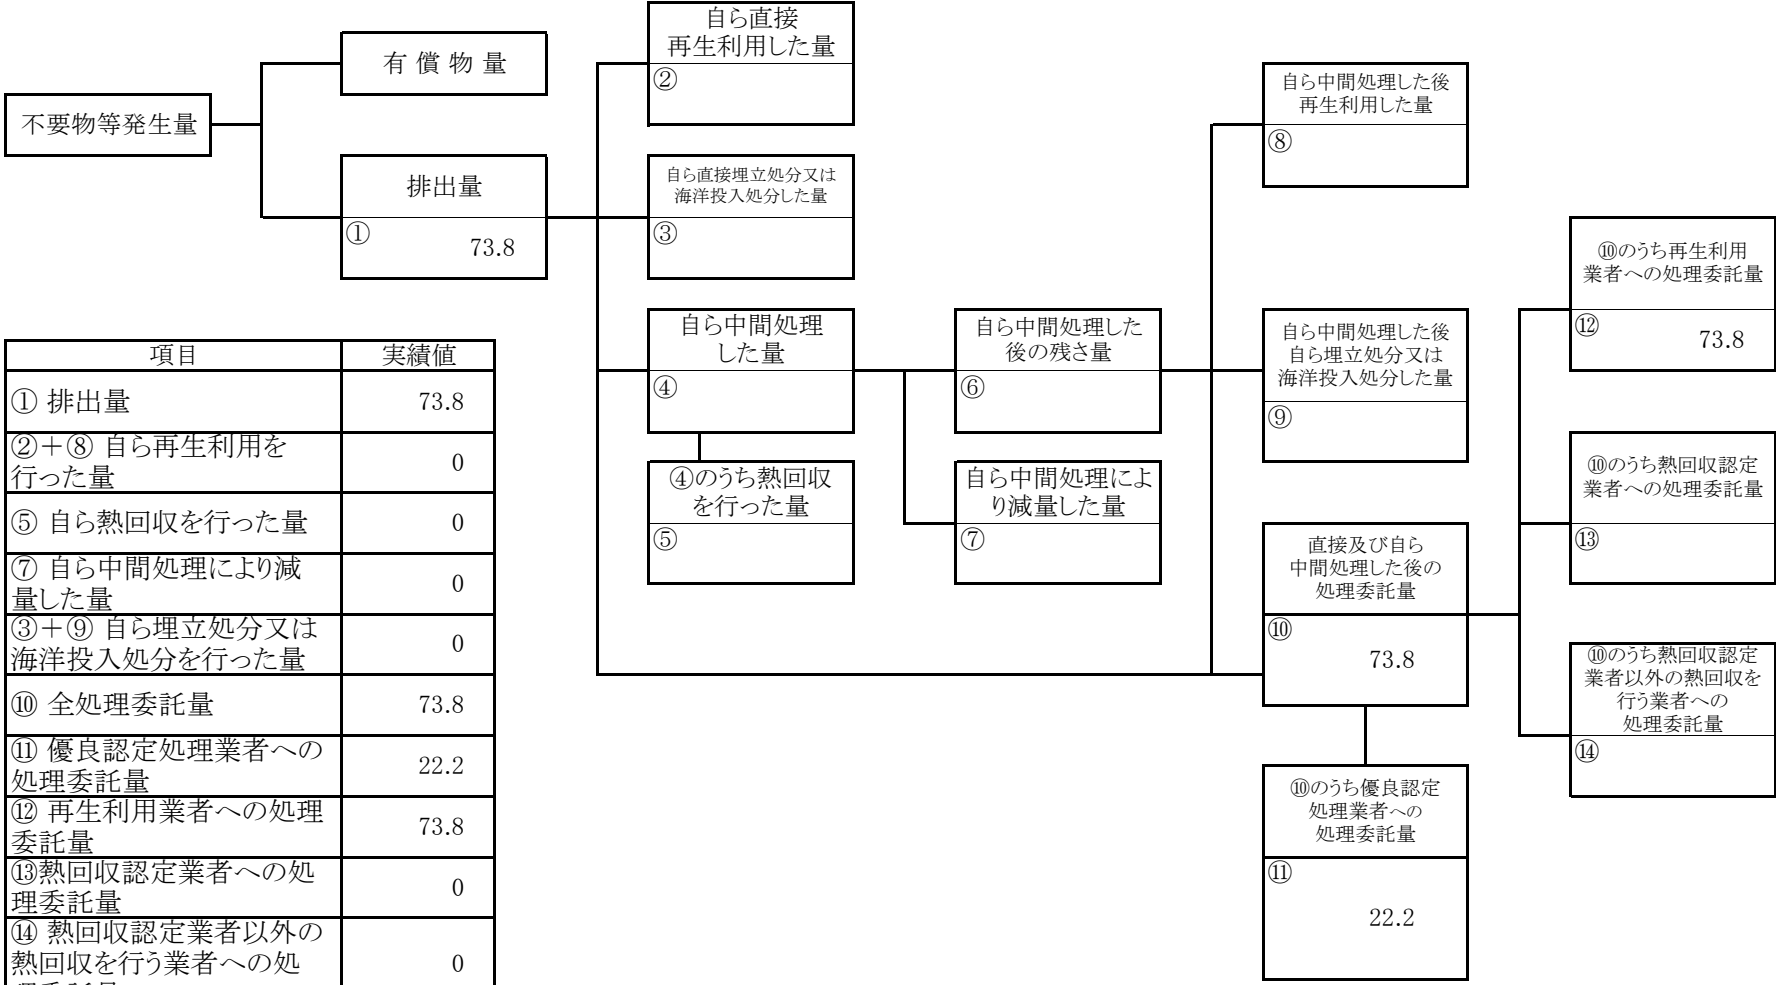 不要物等発生量
有 償 物 量
排出量
①
73.8
自ら直接
再生利用した量
②
自ら直接埋立処分又は
海洋投入処分した量
③
自ら中間処理
した量
④
④のうち熱回収
を行った量
⑤
自ら中間処理した
後の残さ量
⑥
自ら中間処理によ
り減量した量
⑦
自ら中間処理した後
再生利用した量
⑧
自ら中間処理した後
自ら埋立処分又は
海洋投入処分した量
⑨
直接及び自ら
中間処理した後の
処理委託量
⑩
73.8
⑩のうち優良認定
処理業者への
処理委託量
⑪
22.2
⑩のうち再生利用
業者への処理委託量
⑫
73.8
⑩のうち熱回収認定
業者への処理委託量
⑬
⑩のうち熱回収認定
業者以外の熱回収を
行う業者への
処理委託量
⑭
項目 実績値
① 排出量 73.8
②+⑧ 自ら再生利用を
行った量 0
⑤ 自ら熱回収を行った量 0
⑦ 自ら中間処理により減
量した量 0
③+⑨ 自ら埋立処分又は
海洋投入処分を行った量 0
⑩ 全処理委託量 73.8
⑪ 優良認定処理業者への
処理委託量 22.2
⑫ 再生利用業者への処理
委託量 73.8
⑬熱回収認定業者への処
理委託量 0
⑭ 熱回収認定業者以外の
熱回収を行う業者への処 0